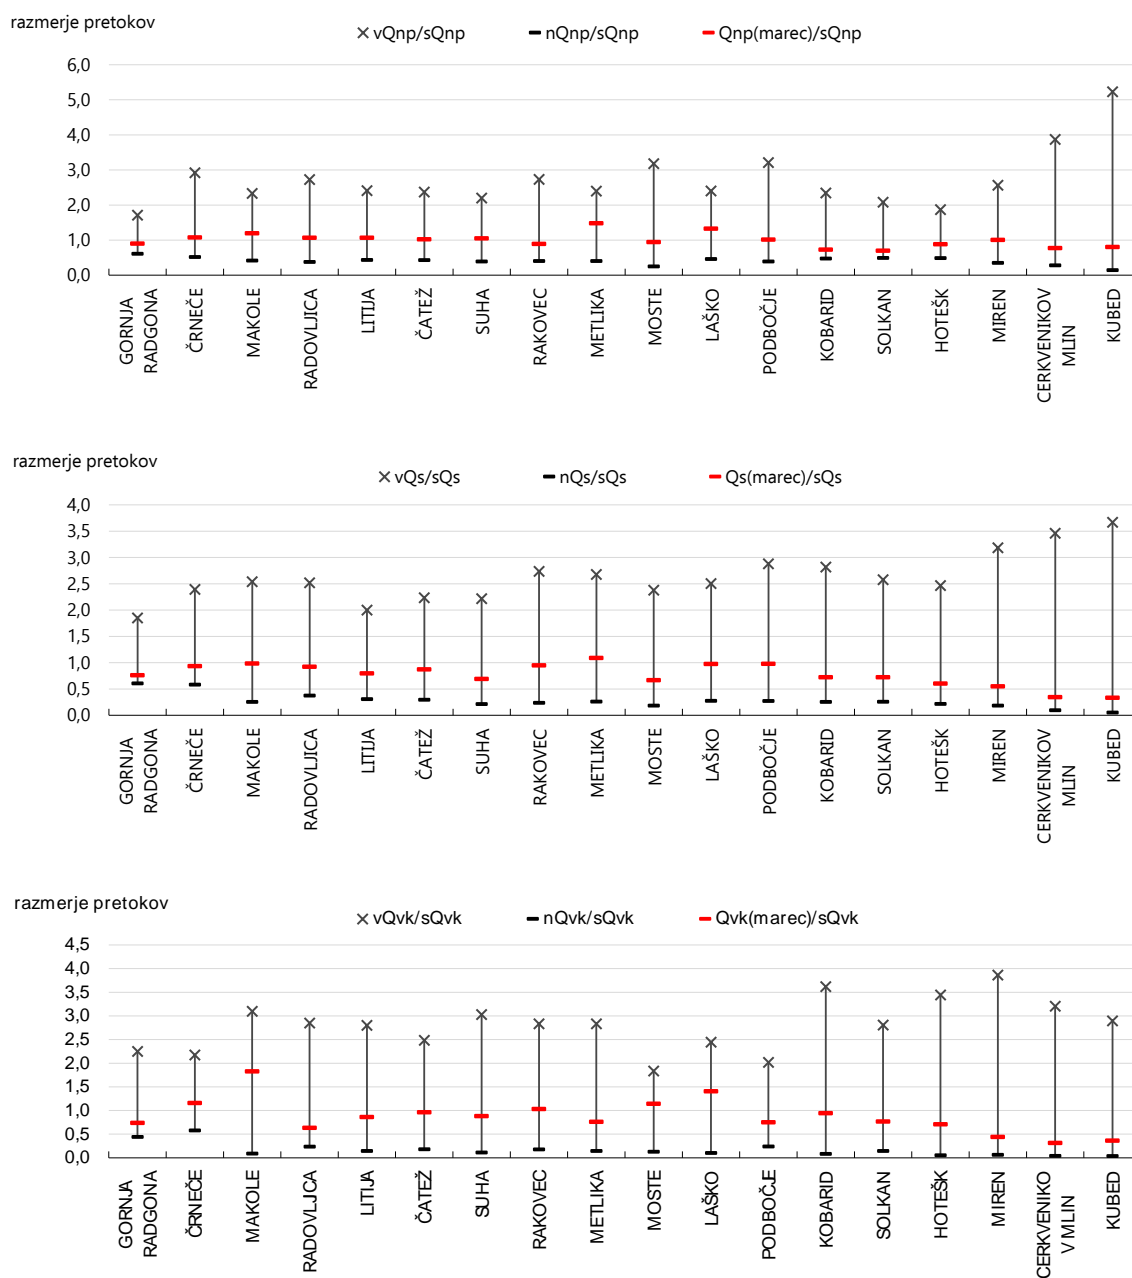 razmerje pretokov
vQnp/sQnp nQnp/sQnp Qnp(marec)/sQnp
6,0
5,0
4,0
3,0
2,0
1,0
0,0
GORNJA RADGONA
ČRNEČE
MAKOLE
RADOVLJICA
LITIJA
ČATEŽ
SUHA
RAKOVEC
METLIKA
MOSTE
LAŠKO
PODBOČJE
KOBARID
SOLKAN
HOTEŠK
MIREN
CERKVENIKOV MLIN
KUBED
razmerje pretokov
vQs/sQs nQs/sQs Qs(marec)/sQs
4,0
3,5
3,0
2,5
2,0
1,5
1,0
0,5
0,0
GORNJA RADGONA
ČRNEČE
MAKOLE
RADOVLJICA
LITIJA
ČATEŽ
SUHA
RAKOVEC
METLIKA
MOSTE
LAŠKO
PODBOČJE
KOBARID
SOLKAN
HOTEŠK
MIREN
CERKVENIKOV MLIN
KUBED
razmerje pretokov
vQvk/sQvk nQvk/sQvk Qvk(marec)/sQvk
4,5
4,0
3,5
3,0
2,5
2,0
1,5
1,0
0,5
0,0
GORNJA RADGONA
ČRNEČE
MAKOLE
RADOVLJCA
LITIJA
ČATEŽ
SUHA
RAKOVEC
METLIKA
MOSTE
LAŠKO
PODBOČJE
KOBARID
SOLKAN
HOTEŠK
MIREN
CERKVENIKO V MLIN
KUBED